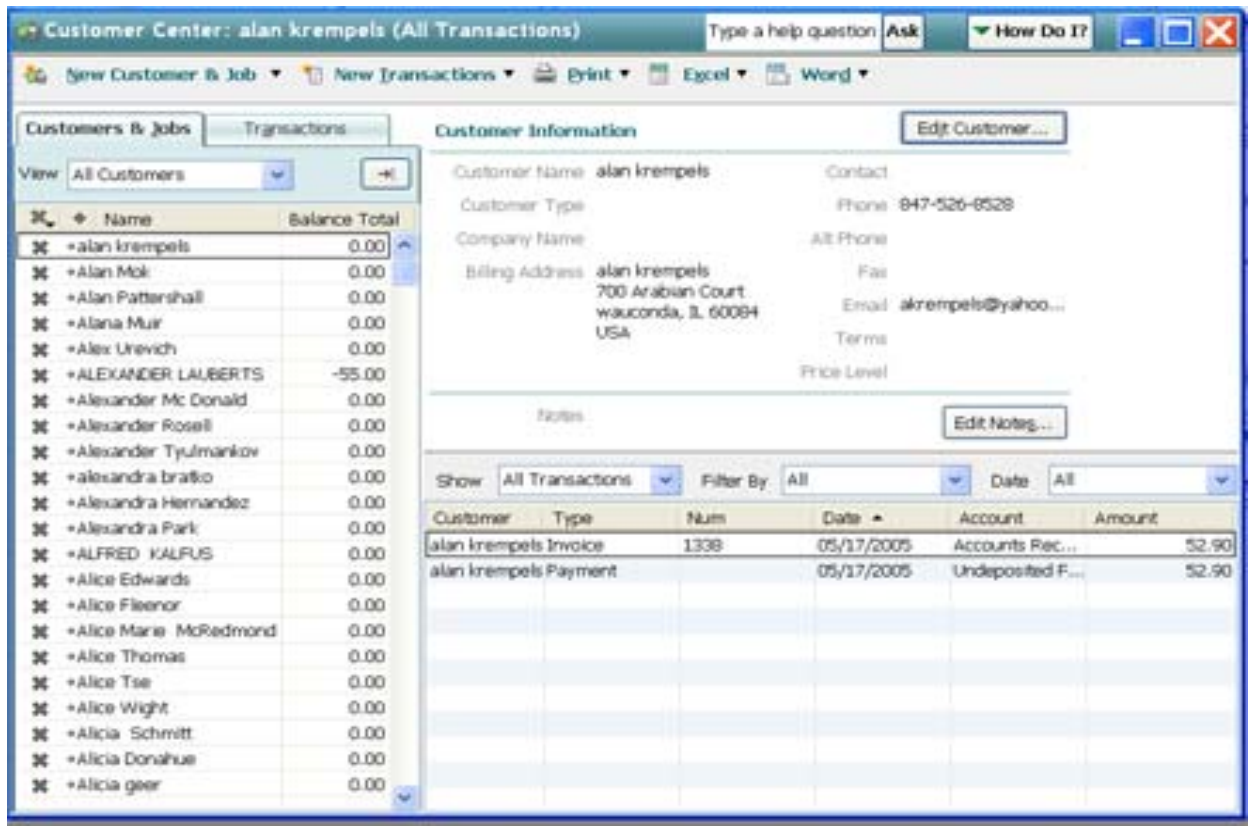 Customer Center: alan krempels (All Transactions)
Type a help question Ask
How Do I?
New Customer & Job
New Transactions
Print
Excel
Word
Customers & Jobs
Transactions
View All Customers
Name Balance Total
alan krempels 0.00
Alan Mok 0.00
Alan Pattershall 0.00
Alana Muir 0.00
Alex Urevich 0.00
ALEXANDER LAUBERTS -55.00
Alexander Mc Donald 0.00
Alexander Rosell 0.00
Alexander Tyulmankov 0.00
alexandra bratko 0.00
Alexandra Hernandez 0.00
Alexandra Park 0.00
ALFRED KALFUS 0.00
Alice Edwards 0.00
Alice Fleenor 0.00
Alice Marie McRedmond 0.00
Alice Thomas 0.00
Alice Tse 0.00
Alice Wight 0.00
Alicia Schmitt 0.00
Alicia Donahue 0.00
Alicia geer 0.00
Customer Information
Edit Customer...
Customer Name alan krempels
Customer Type
Company Name
Billing Address alan krempels
700 Arabian Court
wauconda, IL 60084
USA
Contact
Phone 847-526-8528
Alt Phone
Fax
Email akrempels@yahoo...
Terms
Price Level
Notes
Edit Notes...
Show All Transactions Filter By All Date All
Customer Type Num Date Account Amount
alan krempels Invoice 1338 05/17/2005 Accounts Rec... 52.90
alan krempels Payment 05/17/2005 Undeposited F... 52.90